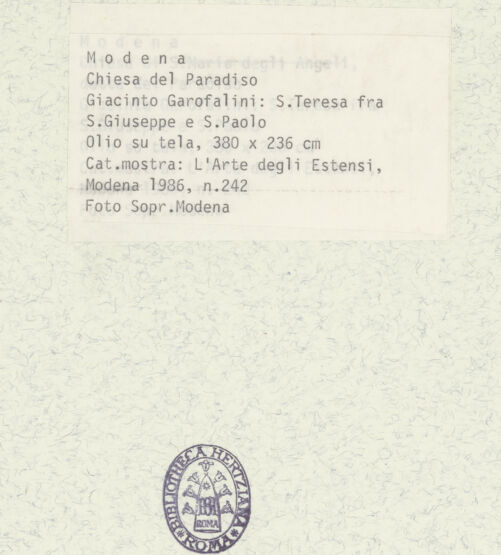 M o d e n a
Chiesa del Paradiso
Giacinto Garofalini: S.Teresa fra
S.Giuseppe e S.Paolo
Olio su tela, 380 x 236 cm
Cat.mostra: L'Arte degli Estensi,
Modena 1986, n.242
Foto Sopr.Modena
BIBLIOTHECA HERTZIANA
ROMA
ROMA